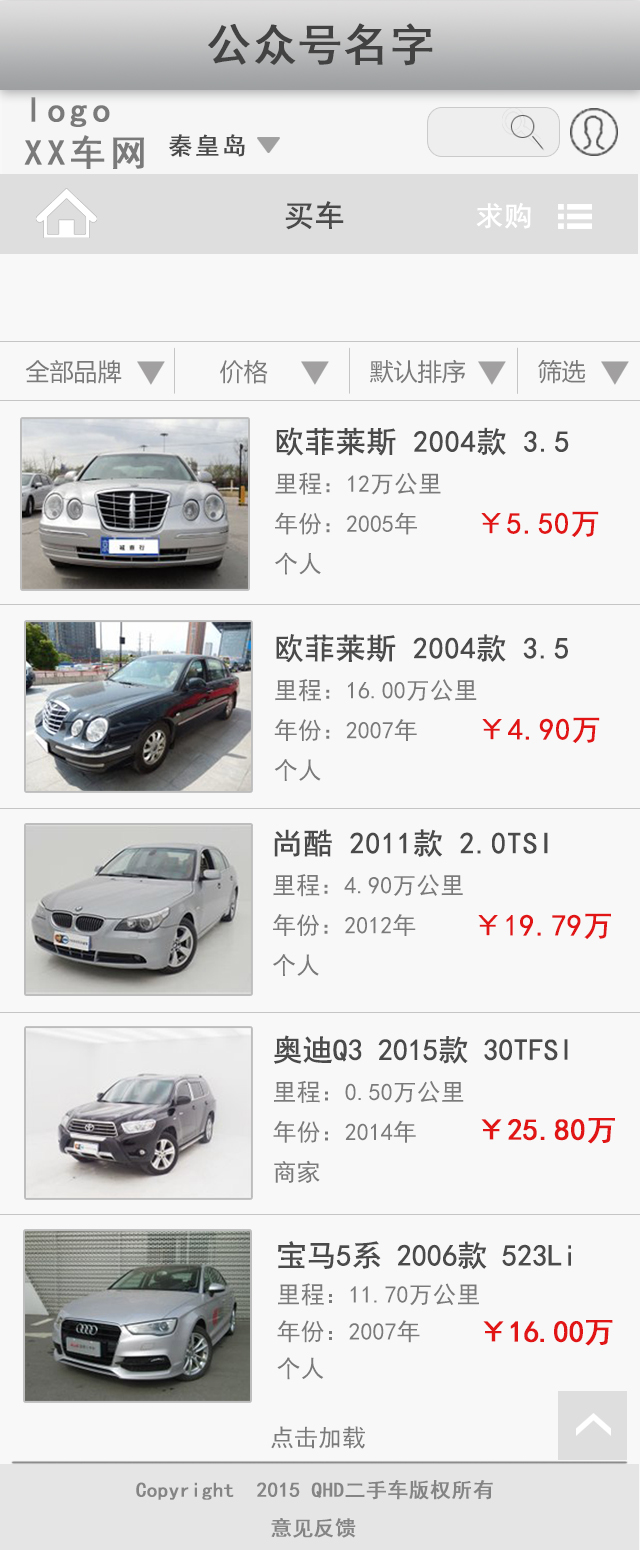 公众号名字
logo
XX车网 秦皇岛
买车 求购
全部品牌 价格 默认排序 筛选
欧菲莱斯 2004款 3.5
里程：12万公里
年份：2005年 ￥5.50万
个人
欧菲莱斯 2004款 3.5
里程：16.00万公里
年份：2007年 ￥4.90万
个人
尚酷 2011款 2.0TSI
里程：4.90万公里
年份：2012年 ￥19.79万
个人
奥迪Q3 2015款 30TFSI
里程：0.50万公里
年份：2014年 ￥25.80万
商家
宝马5系 2006款 523Li
里程：11.70万公里
年份：2007年 ￥16.00万
个人
点击加载
Copyright 2015 QHD二手车版权所有
意见反馈